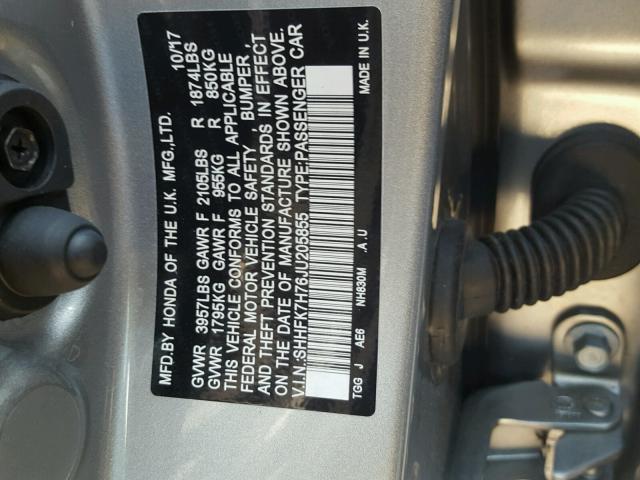 MFD.BY HONDA OF THE U.K. MFG.,LTD. 10/17
GVWR 3957LBS GAWR F 2105LBS R 1874LBS
GVWR 1795KG GAWR F 955KG R 850KG
THIS VEHICLE CONFORMS TO ALL APPLICABLE
FEDERAL MOTOR VEHICLE SAFETY , BUMPER ,
AND THEFT PREVENTION STANDARDS IN EFFECT
ON THE DATE OF MANUFACTURE SHOWN ABOVE.
V.I.N.:SHHFK7H76JU205855 TYPE:PASSENGER CAR
TGG J AE6 NH830M A.U MADE IN U.K.